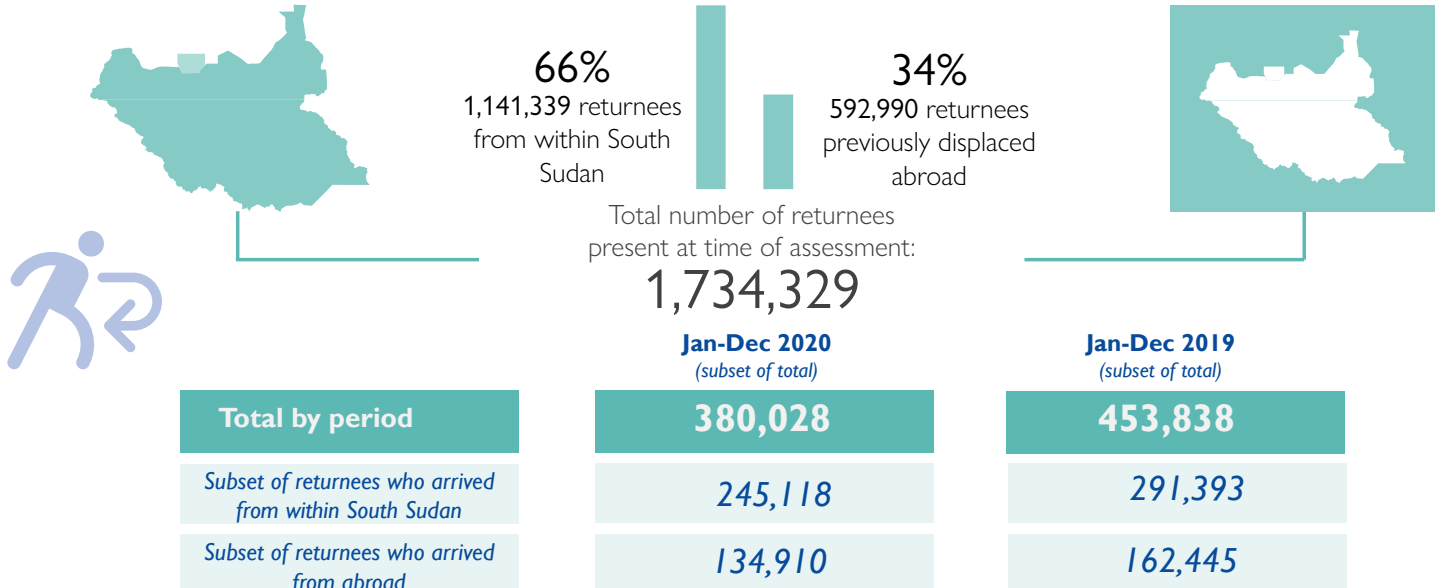 66%
1,141,339 returnees
from within South
Sudan
34%
592,990 returnees
previously displaced
abroad
Total number of returnees
present at time of assessment:
1,734,329
Jan-Dec 2020
(subset of total)
Jan-Dec 2019
(subset of total)
Total by period
380,028
453,838
Subset of returnees who arrived
from within South Sudan
245,118
291,393
Subset of returnees who arrived
from abroad
134,910
162,445